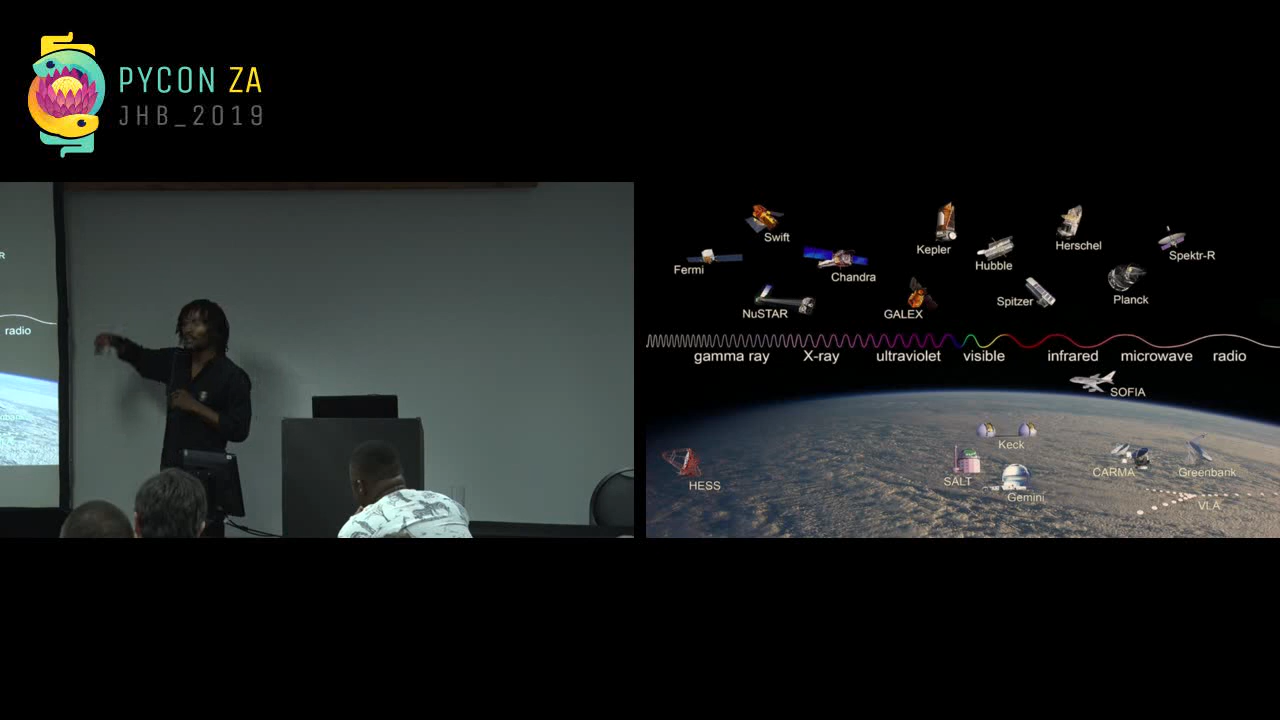 PYCON ZA
JHB_2019
R
radio
Swift
Kepler
Herschel
Hubble
Spektr-R
Fermi
Chandra
Spitzer
Planck
NuSTAR
GALEX
gamma ray
X-ray
ultraviolet
visible
infrared
microwave
radio
SOFIA
Keck
HESS
SALT
Gemini
CARMA
Greenbank
VLA